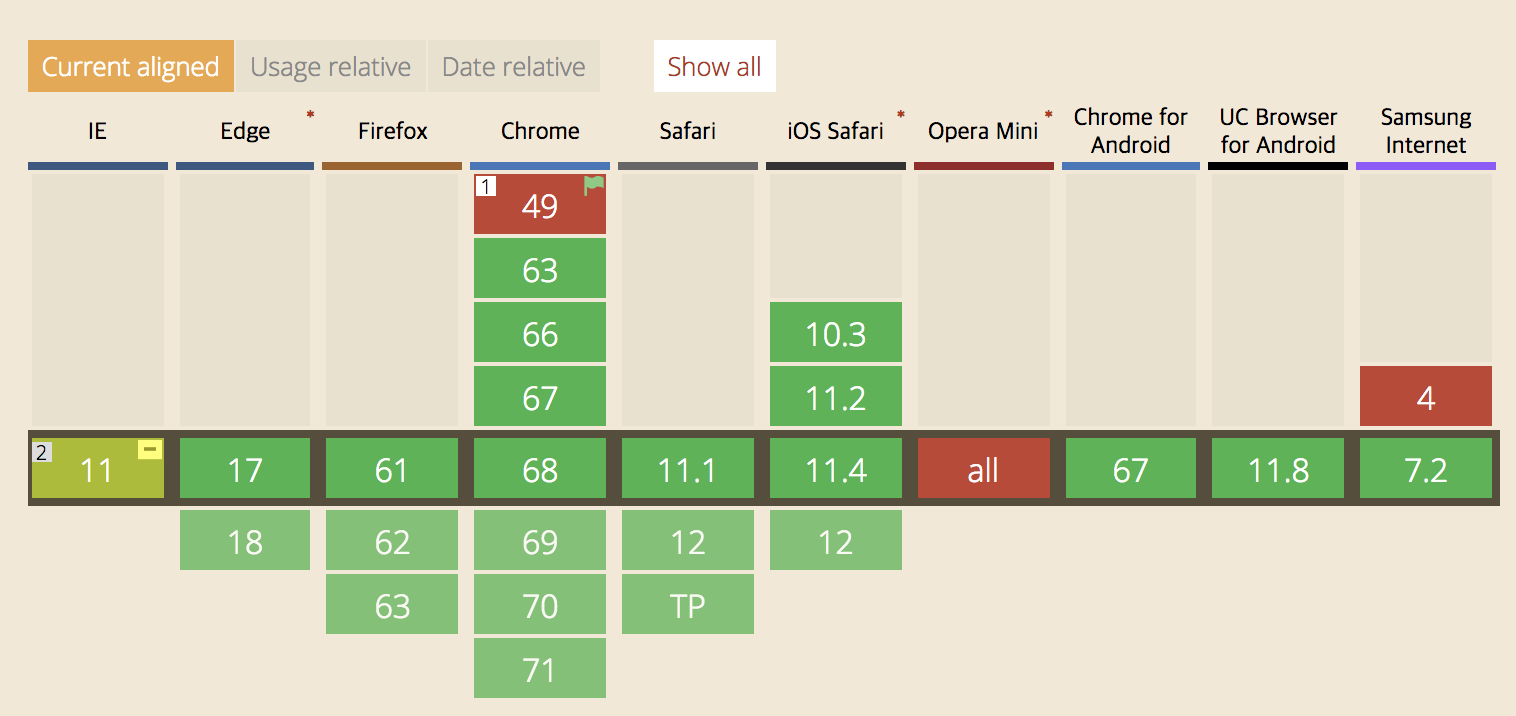 Current aligned Usage relative Date relative Show all
IE Edge * Firefox Chrome Safari iOS Safari * Opera Mini * Chrome for Android UC Browser for Android Samsung Internet
1 49
63
66 10.3
67 11.2 4
2 11 - 17 61 68 11.1 11.4 all 67 11.8 7.2
18 62 69 12 12
63 70 TP
71